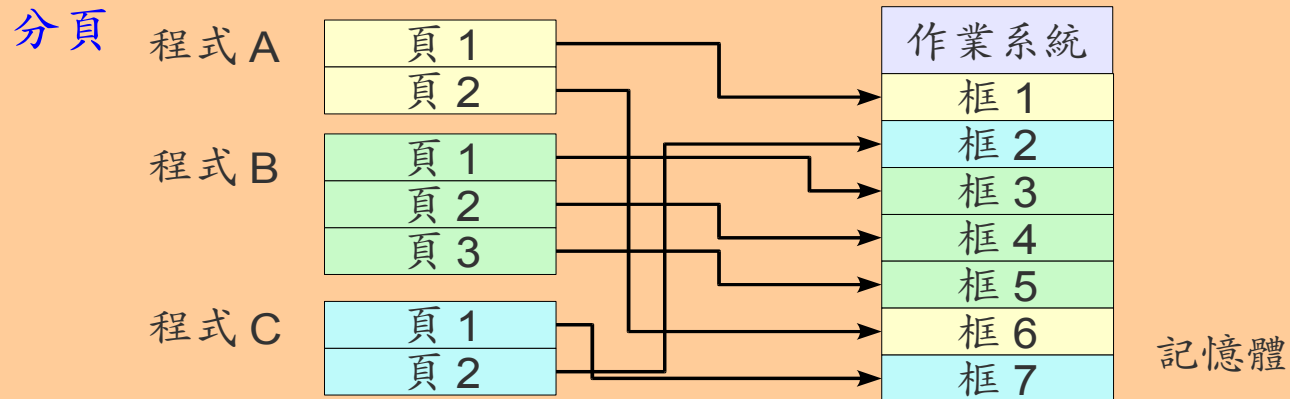 分頁
程式 A
頁 1
頁 2
程式 B
頁 1
頁 2
頁 3
程式 C
頁 1
頁 2
作業系統
框 1
框 2
框 3
框 4
框 5
框 6
框 7
記憶體